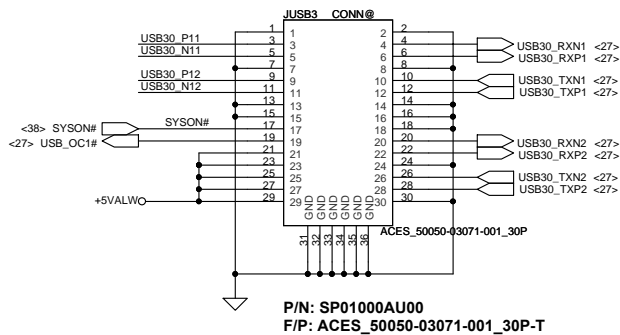 JUSB3 CONN@
1 1 2 2
USB30_P11 3 3 4 4 USB30_RXN1 <27>
USB30_N11 5 5 6 6 USB30_RXP1 <27>
7 7 8 8
USB30_P12 9 9 10 10 USB30_TXN1 <27>
USB30_N12 11 11 12 12 USB30_TXP1 <27>
13 13 14 14
15 15 16 16
<38> SYSON# SYSON# 17 17 18 18
<27> USB_OC1# 19 19 20 20 USB30_RXN2 <27>
21 21 22 22 USB30_RXP2 <27>
23 23 24 24
25 25 26 26 USB30_TXN2 <27>
27 27 28 28 USB30_TXP2 <27>
+5VALW 29 29 30 30
GND GND GND GND GND GND
31 32 33 34 35 36
ACES_50050-03071-001_30P
P/N: SP01000AU00
F/P: ACES_50050-03071-001_30P-T